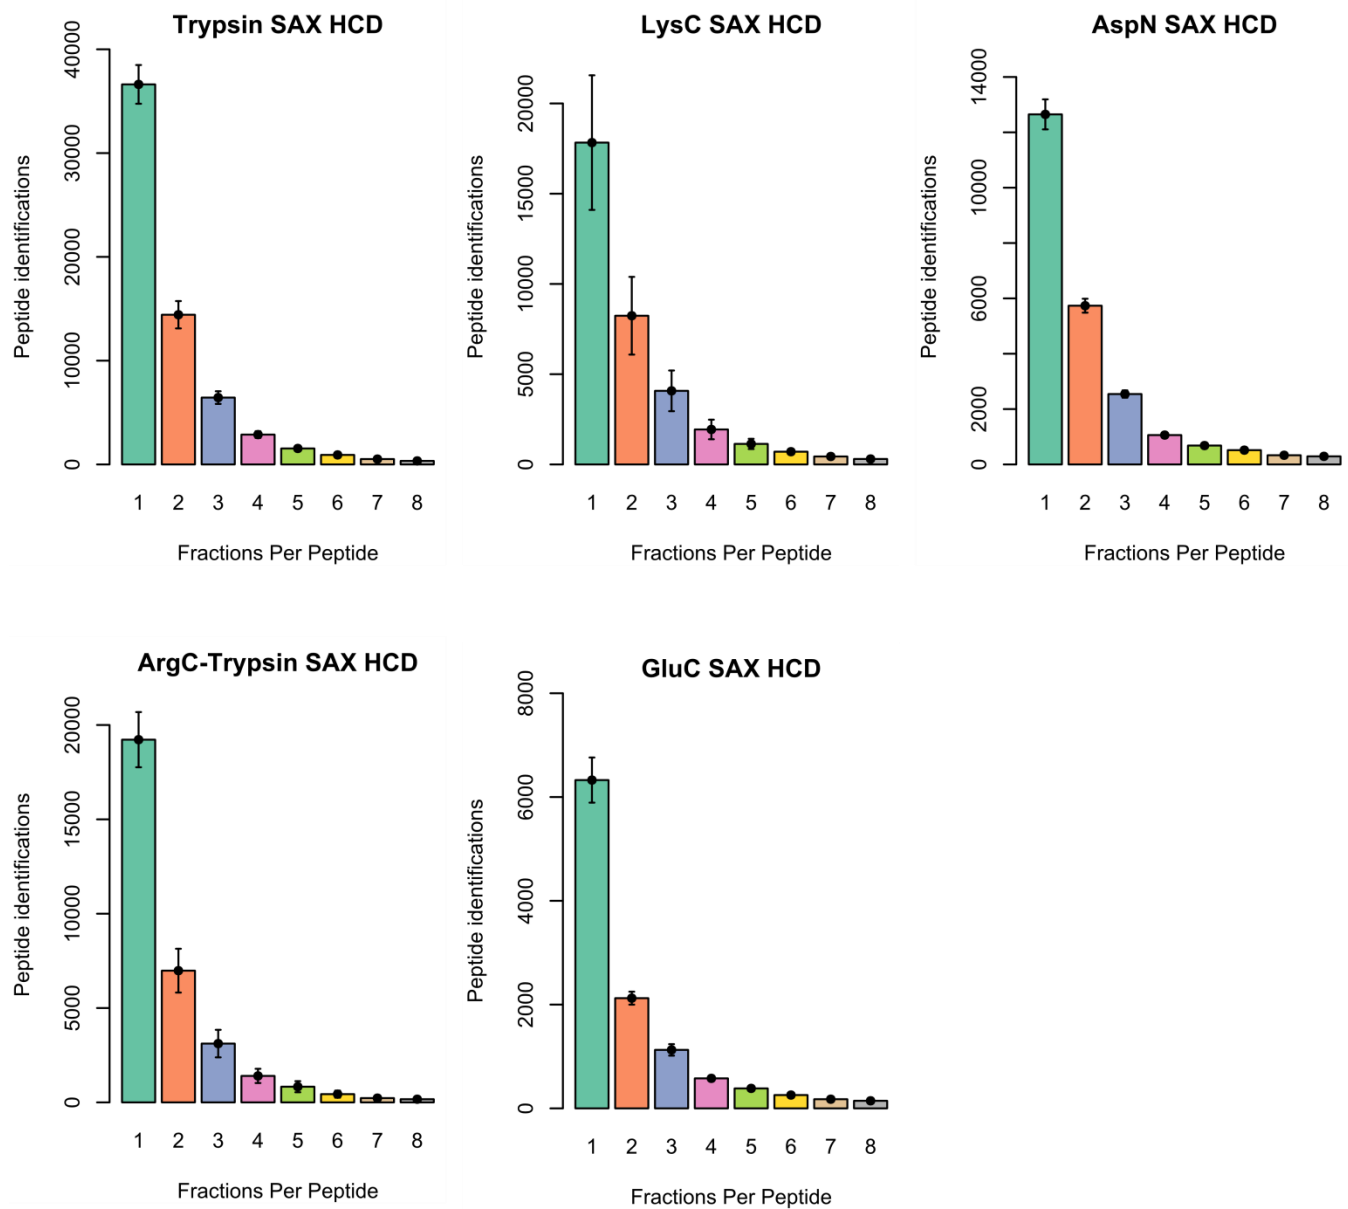 Trypsin SAX HCD
Peptide identifications
0
10000
20000
30000
40000
1 2 3 4 5 6 7 8
Fractions Per Peptide
LysC SAX HCD
Peptide identifications
0
5000
10000
15000
20000
1 2 3 4 5 6 7 8
Fractions Per Peptide
AspN SAX HCD
Peptide identifications
0
2000
6000
10000
14000
1 2 3 4 5 6 7 8
Fractions Per Peptide
ArgC-Trypsin SAX HCD
Peptide identifications
0
5000
10000
15000
20000
1 2 3 4 5 6 7 8
Fractions Per Peptide
GluC SAX HCD
Peptide identifications
0
2000
4000
6000
8000
1 2 3 4 5 6 7 8
Fractions Per Peptide